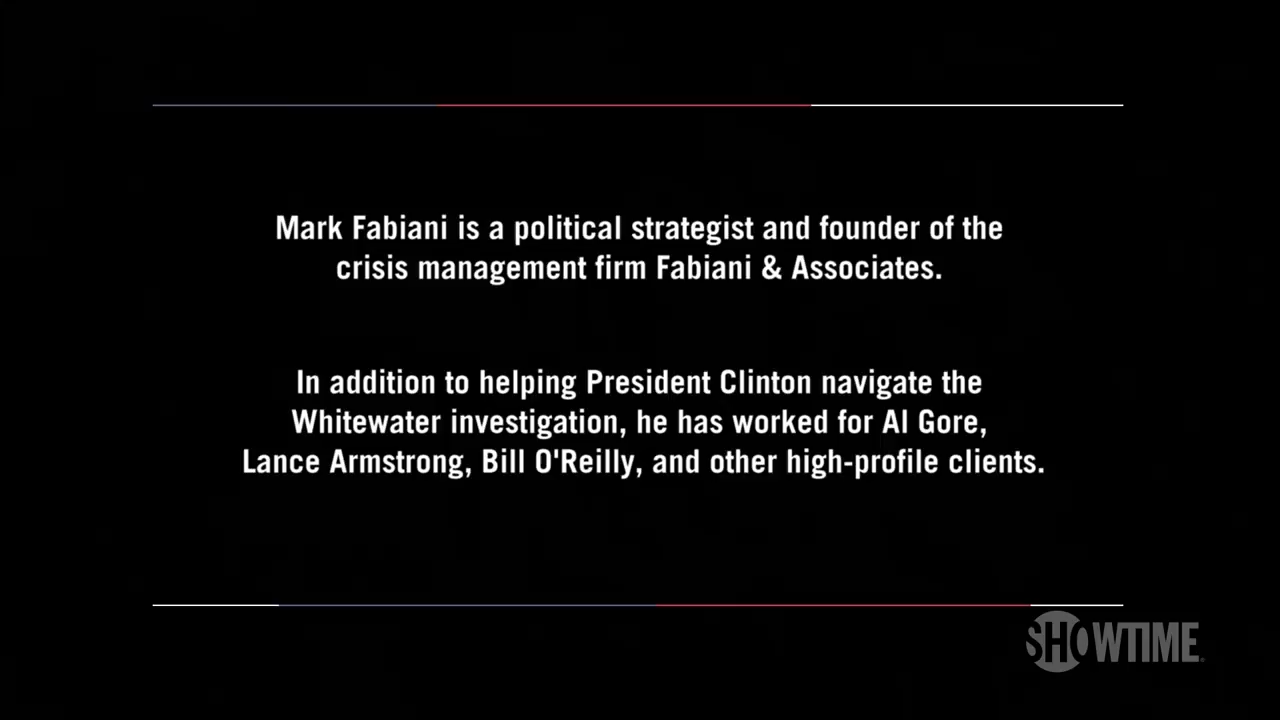 Mark Fabiani is a political strategist and founder of the
crisis management firm Fabiani & Associates.
In addition to helping President Clinton navigate the
Whitewater investigation, he has worked for Al Gore,
Lance Armstrong, Bill O'Reilly, and other high-profile clients.
SHOWTIME®